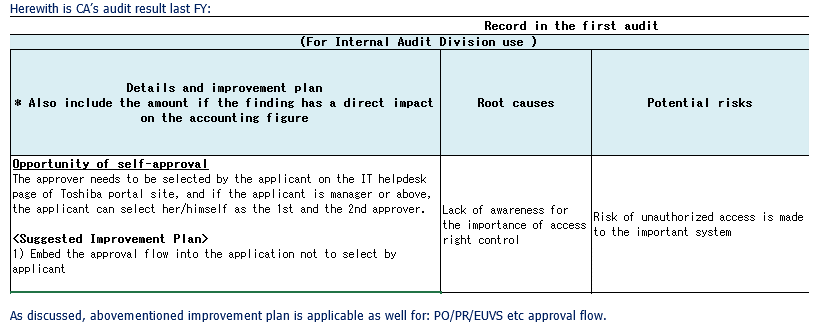 Herewith is CA's audit result last FY:
Record in the first audit
(For Internal Audit Division use )
Details and improvement plan
* Also include the amount if the finding has a direct impact
on the accounting figure
Root causes
Potential risks
Opportunity of self-approval
The approver needs to be selected by the applicant on the IT helpdesk
page of Toshiba portal site, and if the applicant is manager or above,
the applicant can select her/himself as the 1st and the 2nd approver.
<Suggested Improvement Plan>
1) Embed the approval flow into the application not to select by
applicant
Lack of awareness for
the importance of access
right control
Risk of unauthorized access is made
to the important system
As discussed, abovementioned improvement plan is applicable as well for: PO/PR/EUVS etc approval flow.